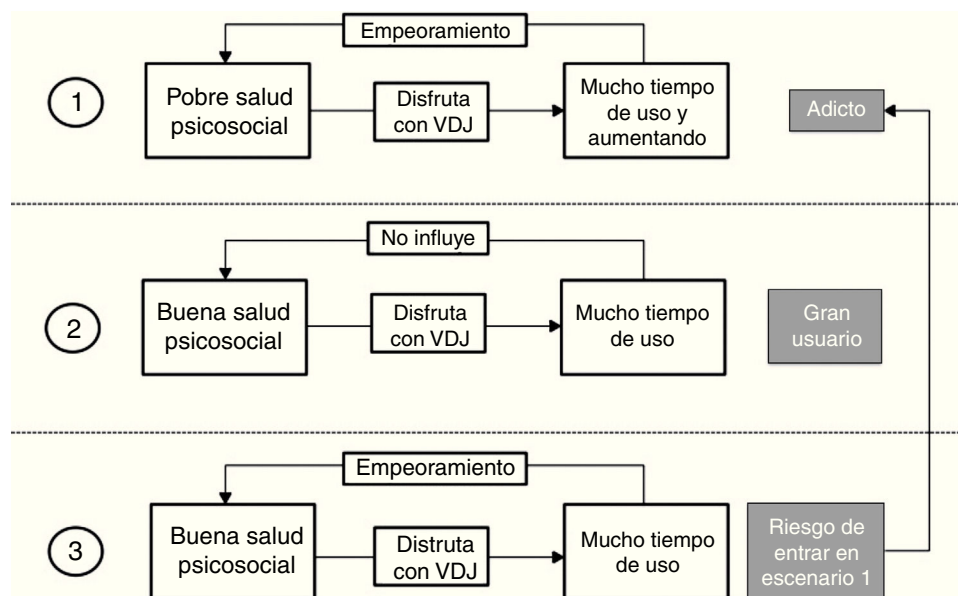 Empeoramiento
1
Pobre salud
psicosocial
Disfruta
con VDJ
Mucho tiempo
de uso y
aumentando
Adicto
No influye
2
Buena salud
psicosocial
Disfruta
con VDJ
Mucho tiempo
de uso
Gran
usuario
Empeoramiento
3
Buena salud
psicosocial
Distruta
con VDJ
Mucho tiempo
de uso
Riesgo de
entrar en
escenario 1